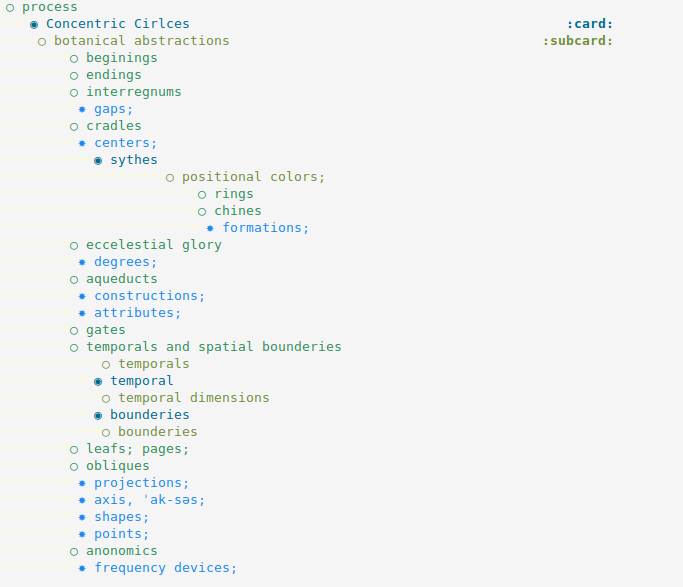 process
Concentric Cirlces :card:
botanical abstractions :subcard:
beginings
endings
interregnums
gaps;
cradles
centers;
sythes
positional colors;
rings
chines
formations;
eccelestial glory
degrees;
aqueducts
constructions;
attributes;
gates
temporals and spatial bounderies
temporals
temporal
temporal dimensions
bounderies
bounderies
leafs; pages;
obliques
projections;
axis, ˈak-səs;
shapes;
points;
anonomics
frequency devices;